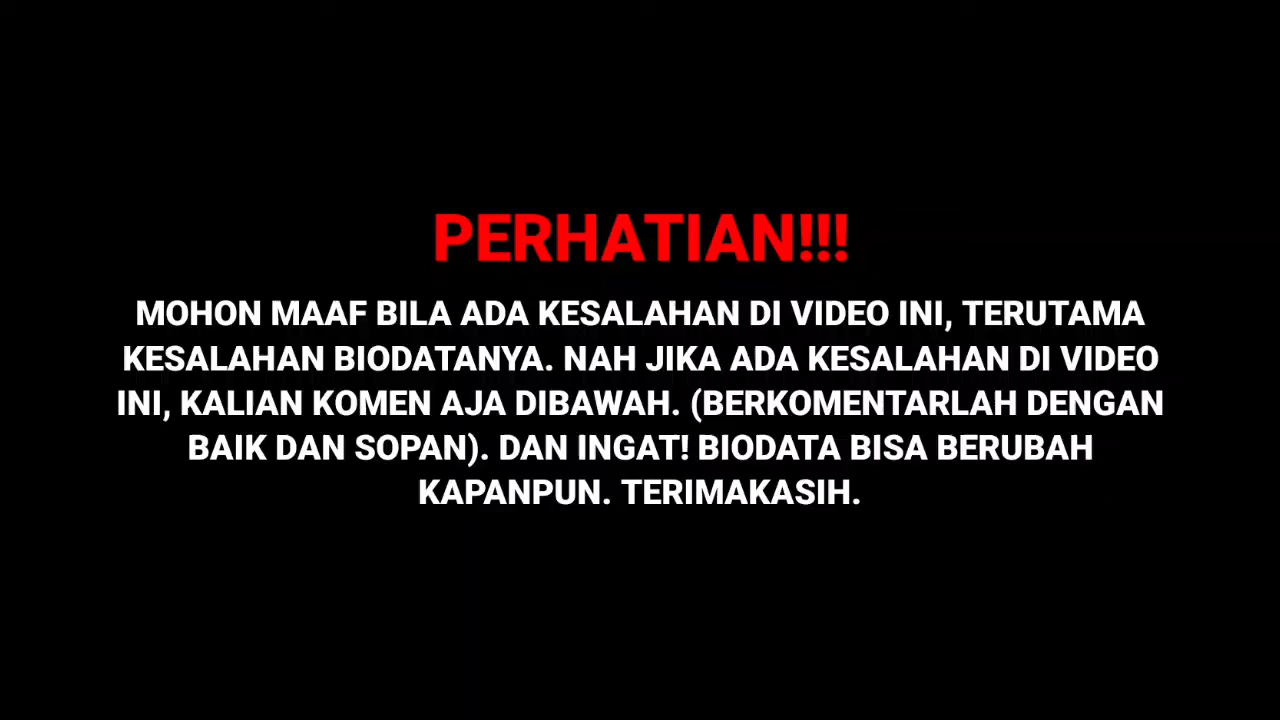 PERHATIAN!!!
MOHON MAAF BILA ADA KESALAHAN DI VIDEO INI, TERUTAMA
KESALAHAN BIODATANYA. NAH JIKA ADA KESALAHAN DI VIDEO
INI, KALIAN KOMEN AJA DIBAWAH. (BERKOMENTARLAH DENGAN
BAIK DAN SOPAN). DAN INGAT! BIODATA BISA BERUBAH
KAPANPUN. TERIMAKASIH.